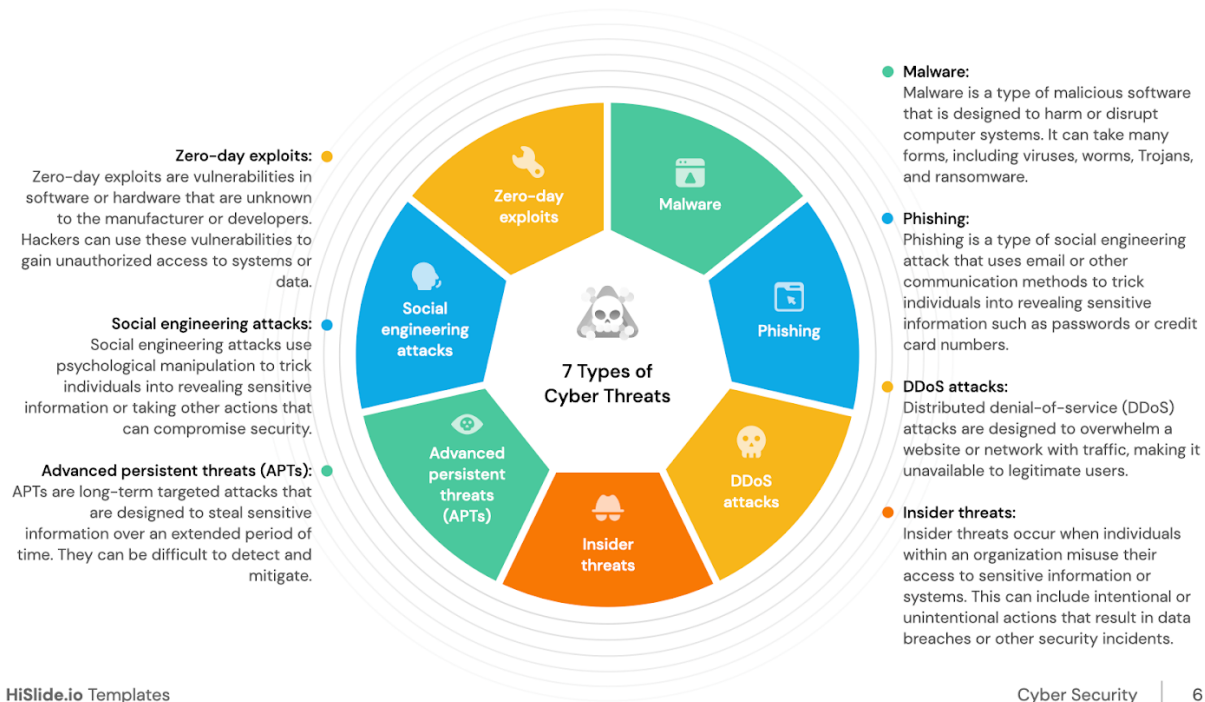 Zero-day exploits:
Zero-day exploits are vulnerabilities in
software or hardware that are unknown
to the manufacturer or developers.
Hackers can use these vulnerabilities to
gain unauthorized access to systems or
data.
Social engineering attacks:
Social engineering attacks use
psychological manipulation to trick
individuals into revealing sensitive
information or taking other actions that
can compromise security.
Advanced persistent threats (APTs):
APTs are long-term targeted attacks that
are designed to steal sensitive
information over an extended period of
time. They can be difficult to detect and
mitigate.
Zero-day
exploits
Malware
Social
engineering
attacks
Phishing
7 Types of
Cyber Threats
Advanced
persistent
threats
(APTs)
DDoS
attacks
Insider
threats
Malware:
Malware is a type of malicious software
that is designed to harm or disrupt
computer systems. It can take many
forms, including viruses, worms, Trojans,
and ransomware.
Phishing:
Phishing is a type of social engineering
attack that uses email or other
communication methods to trick
individuals into revealing sensitive
information such as passwords or credit
card numbers.
DDoS attacks:
Distributed denial-of-service (DDoS)
attacks are designed to overwhelm a
website or network with traffic, making it
unavailable to legitimate users.
Insider threats:
Insider threats occur when individuals
within an organization misuse their
access to sensitive information or
systems. This can include intentional or
unintentional actions that result in data
breaches or other security incidents.
HiSlide.io Templates
Cyber Security | 6